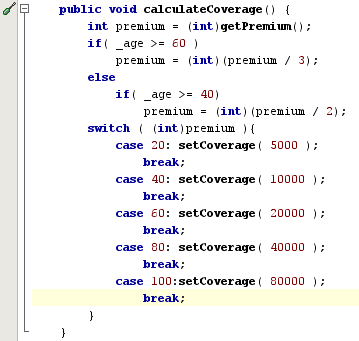 public void calculateCoverage() {
int premium = (int)getPremium();
if( _age >= 60 )
premium = (int)(premium / 3);
else
if( _age >= 40)
premium = (int)(premium / 2);
switch ( (int)premium ){
case 20: setCoverage( 5000 );
break;
case 40: setCoverage( 10000 );
break;
case 60: setCoverage( 20000 );
break;
case 80: setCoverage( 40000 );
break;
case 100:setCoverage( 80000 );
break;
}
}